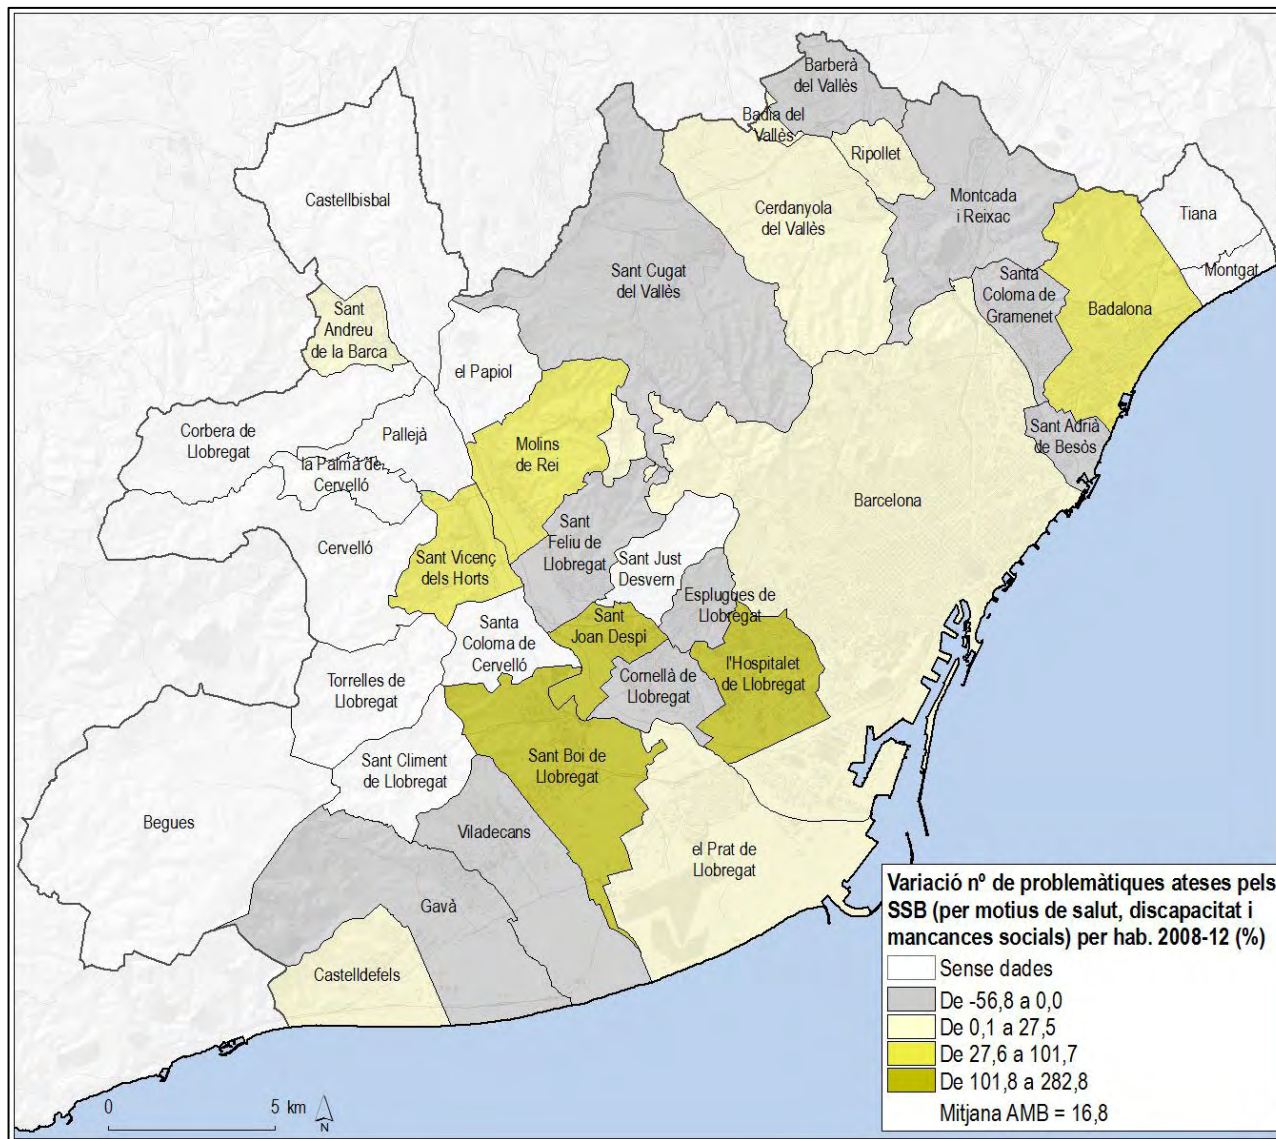 Barberà
del Vallès
Badia del
Vallès
Ripollet
Castellbisbal
Montcada
i Reixac
Tiana
Cerdanyola
del Vallès
Montgat
Sant Cugat
del Vallès
Santa
Coloma de
Gramenet
Badalona
Sant
Andreu
de la Barca
el Papiol
Corbera de
Llobregat
Pallejà
Molins
de Rei
Sant Adrià
de Besòs
la Palma de
Cervelló
Barcelona
Cervelló
Sant Vicenç
dels Horts
Sant
Feliu de
Llobregat
Sant Just
Desvern
Esplugues de
Llobregat
Santa
Coloma de
Cervelló
Sant
Joan Despí
l'Hospitalet
de Llobregat
Torrelles de
Llobregat
Cornellà de
Llobregat
Sant Climent
de Llobregat
Sant Boi de
Llobregat
Begues
Viladecans
el Prat de
Llobregat
Gavà
Castelldefels
Variació nº de problemàtiques ateses pels
SSB (per motius de salut, discapacitat i
mancances socials) per hab. 2008-12 (%)
Sense dades
De -56,8 a 0,0
De 0,1 a 27,5
De 27,6 a 101,7
De 101,8 a 282,8
Mitjana AMB = 16,8
0 5 km
N